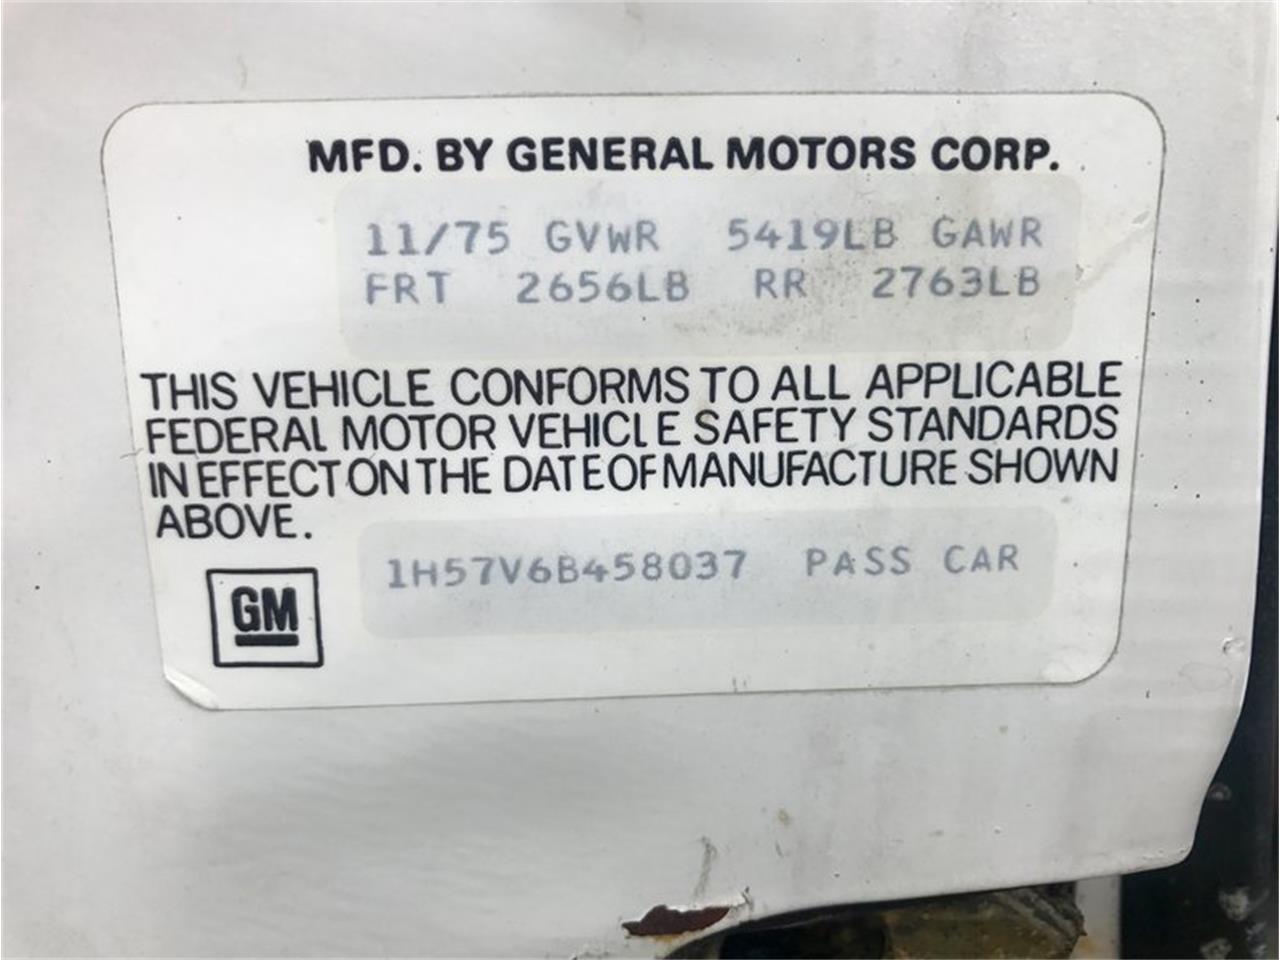 MFD. BY GENERAL MOTORS CORP.
11/75 GVWR 5419LB GAWR
FRT 2656LB RR 2763LB
THIS VEHICLE CONFORMS TO ALL APPLICABLE
FEDERAL MOTOR VEHICLE SAFETY STANDARDS
IN EFFECT ON THE DATE OF MANUFACTURE SHOWN
ABOVE.
1H57V6B458037 PASS CAR
GM